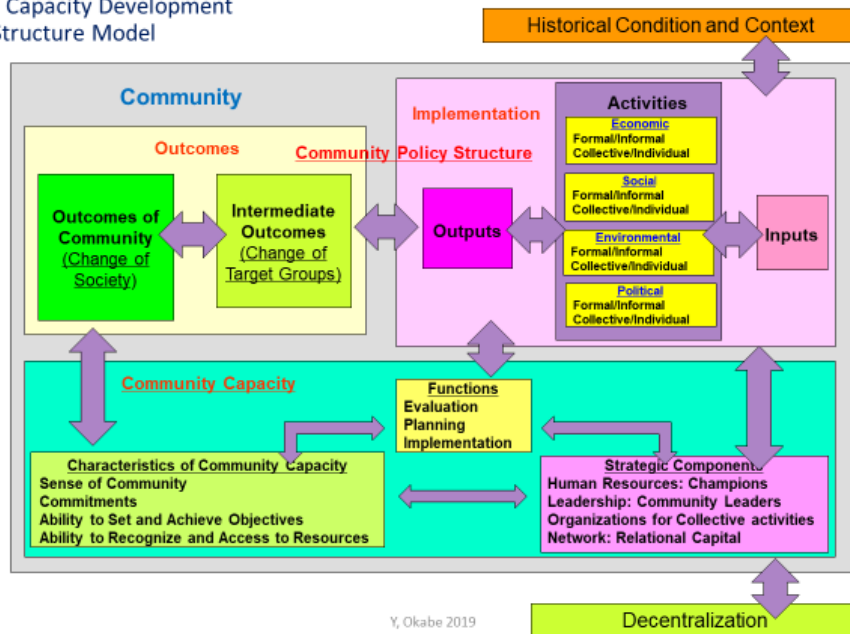 Capacity Development
Structure Model
Historical Condition and Context
Community
Implementation
Activities
Outcomes
Community Policy Structure
Economic
Formal/Informal
Collective/Individual
Social
Formal/Informal
Collective/Individual
Environmental
Formal/Informal
Collective/Individual
Political
Formal/Informal
Collective/Individual
Outcomes of
Community
(Change of
Society)
Intermediate
Outcomes
(Change of
Target Groups)
Outputs
Inputs
Community Capacity
Functions
Evaluation
Planning
Implementation
Characteristics of Community Capacity
Sense of Community
Commitments
Ability to Set and Achieve Objectives
Ability to Recognize and Access to Resources
Strategic Components
Human Resources: Champions
Leadership: Community Leaders
Organizations for Collective activities
Network: Relational Capital
Y, Okabe 2019
Decentralization